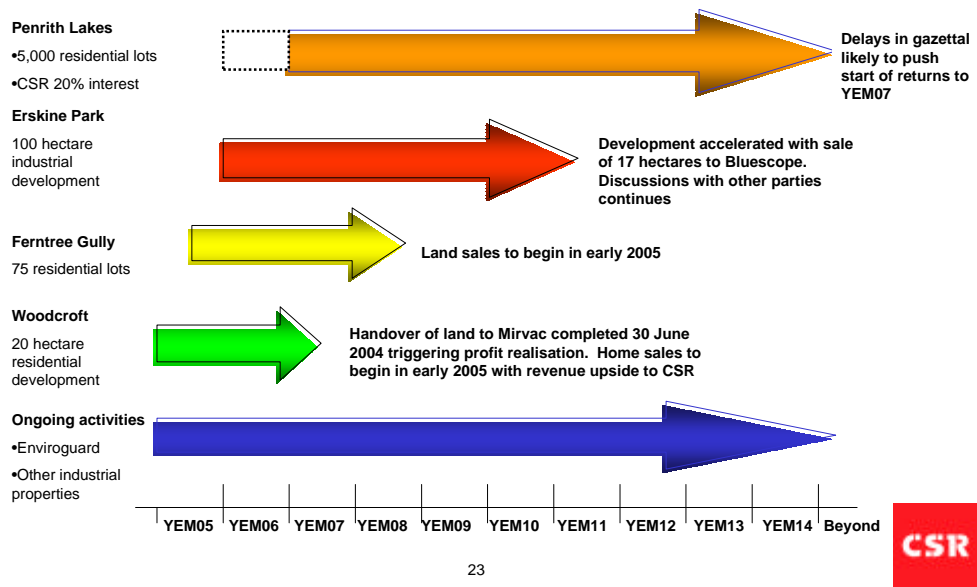 Penrith Lakes
•5,000 residential lots
•CSR 20% interest
Delays in gazettal
likely to push
start of returns to
YEM07
Erskine Park
100 hectare
industrial
development
Development accelerated with sale
of 17 hectares to Bluescope.
Discussions with other parties
continues
Ferntree Gully
75 residential lots
Land sales to begin in early 2005
Woodcroft
20 hectare
residential
development
Handover of land to Mirvac completed 30 June
2004 triggering profit realisation.  Home sales to
begin in early 2005 with revenue upside to CSR
Ongoing activities
•Enviroguard
•Other industrial
properties
YEM05 YEM06 YEM07 YEM08 YEM09 YEM10 YEM11 YEM12 YEM13 YEM14 Beyond
23
CSR